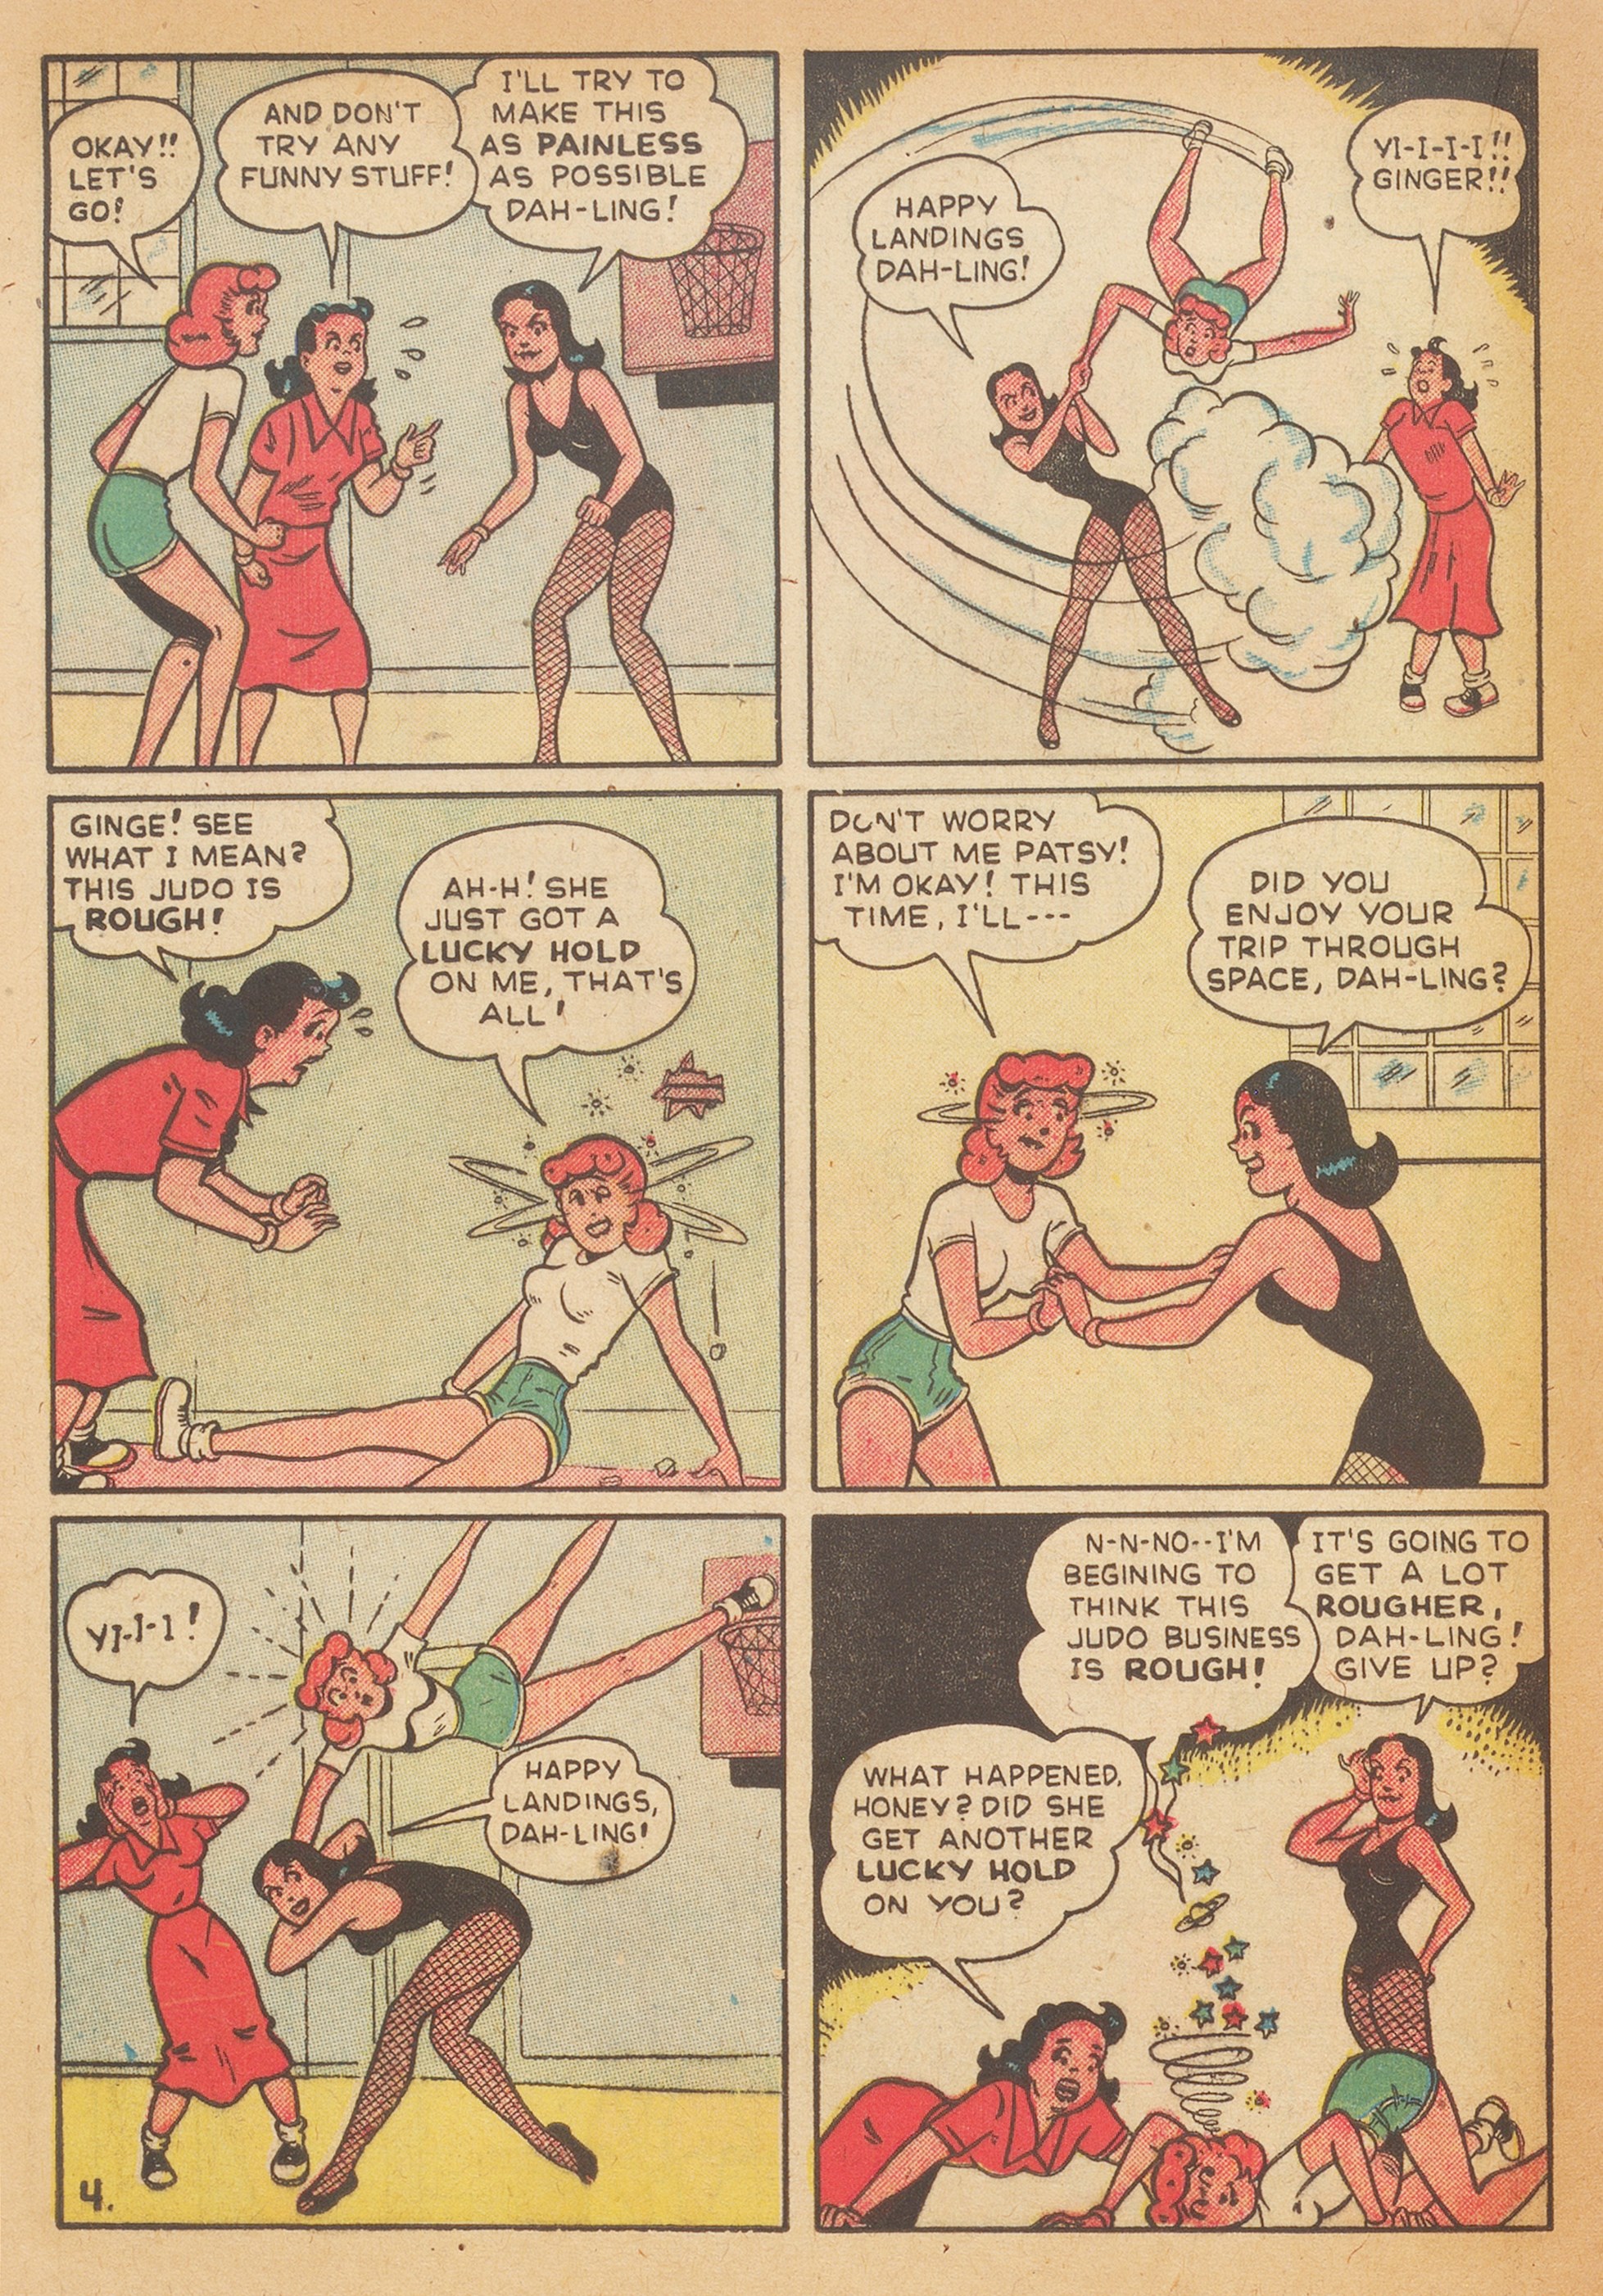 OKAY!!
LET'S
GO!
AND DON'T
TRY ANY
FUNNY STUFF!
I'LL TRY TO
MAKE THIS
AS PAINLESS
AS POSSIBLE
DAH-LING!
HAPPY
LANDINGS
DAH-LING!
YI-I-I-I!!
GINGER!!
GINGE! SEE
WHAT I MEAN?
THIS JUDO IS
ROUGH!
AH-H! SHE
JUST GOT A
LUCKY HOLD
ON ME, THAT'S
ALL!
DON'T WORRY
ABOUT ME PATSY!
I'M OKAY! THIS
TIME, I'LL---
DID YOU
ENJOY YOUR
TRIP THROUGH
SPACE, DAH-LING?
YI-I-I!
HAPPY
LANDINGS,
DAH-LING!
4.
WHAT HAPPENED,
HONEY? DID SHE
GET ANOTHER
LUCKY HOLD
ON YOU?
N-N-NO--I'M
BEGINING TO
THINK THIS
JUDO BUSINESS
IS ROUGH!
IT'S GOING TO
GET A LOT
ROUGHER,
DAH-LING!
GIVE UP?